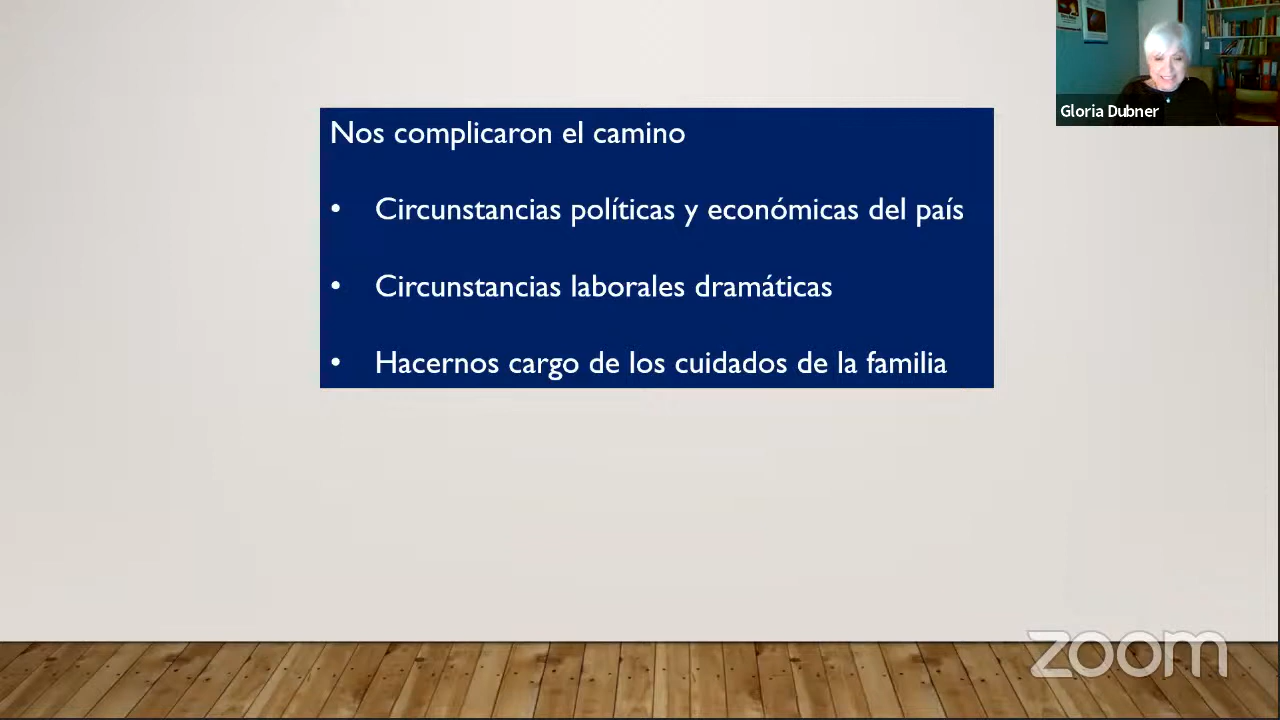 Nos complicaron el camino
• Circunstancias políticas y económicas del país
• Circunstancias laborales dramáticas
• Hacernos cargo de los cuidados de la familia
Gloria Dubner
zoom